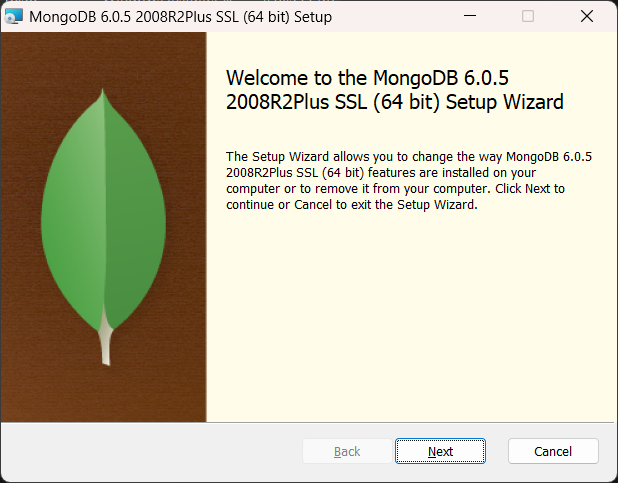 MongoDB 6.0.5 2008R2Plus SSL (64 bit) Setup
Welcome to the MongoDB 6.0.5
2008R2Plus SSL (64 bit) Setup Wizard
The Setup Wizard allows you to change the way MongoDB 6.0.5
2008R2Plus SSL (64 bit) features are installed on your
computer or to remove it from your computer. Click Next to
continue or Cancel to exit the Setup Wizard.
Back
Next
Cancel